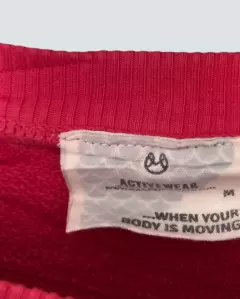 ACTIVEWEAR
M
...WHEN YOUR
BODY IS MOVING